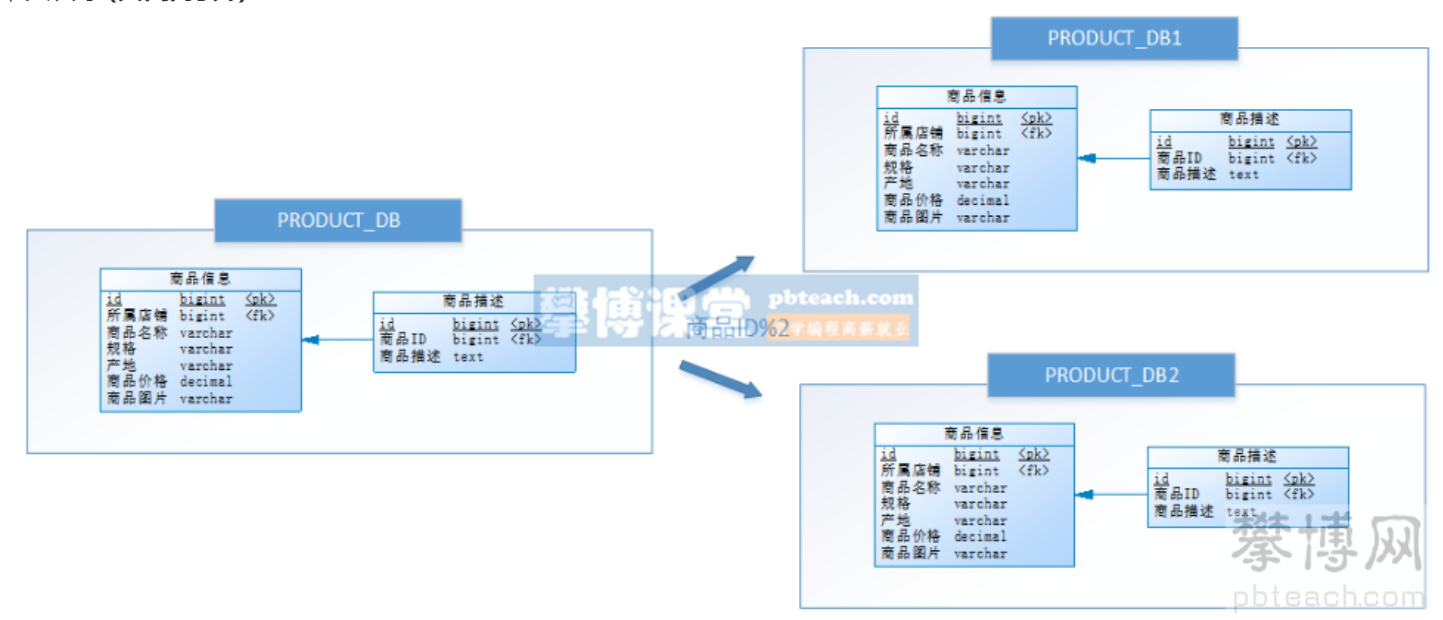 PRODUCT_DB1
商品信息
id bigint <pk>
所属店铺 bigint <fk>
商品名称 varchar
规格 varchar
产地 varchar
商品价格 decimal
商品图片 varchar
商品描述
id bigint <pk>
商品ID bigint <fk>
商品描述 text
PRODUCT_DB
商品信息
id bigint <pk>
所属店铺 bigint <fk>
商品名称 varchar
规格 varchar
产地 varchar
商品价格 decimal
商品图片 varchar
商品描述
id bigint <pk>
商品ID bigint <fk>
商品描述 text
攀博课堂 pbteach.com
学编程高薪就业
商品ID%2
PRODUCT_DB2
商品信息
id bigint <pk>
所属店铺 bigint <fk>
商品名称 varchar
规格 varchar
产地 varchar
商品价格 decimal
商品图片 varchar
商品描述
id bigint <pk>
商品ID bigint <fk>
商品描述 text
攀博网
pbteach.com